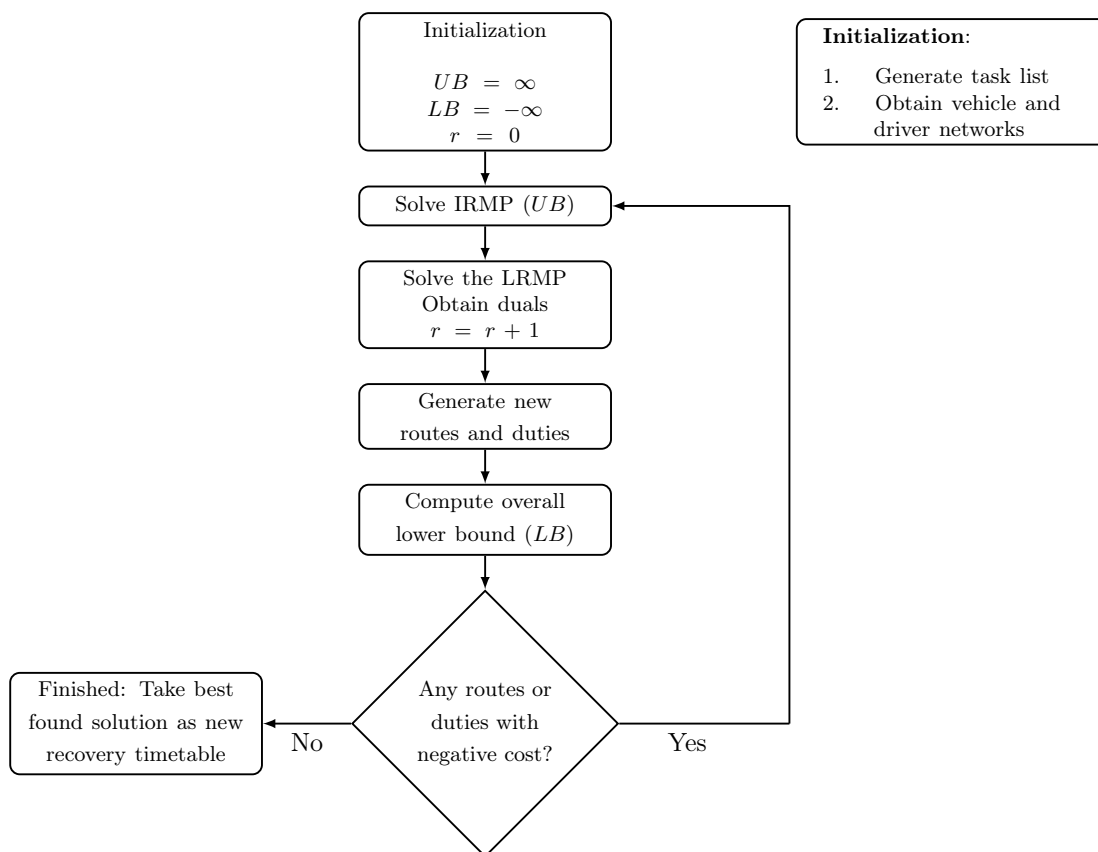 Initialization
UB = ∞
LB = −∞
r = 0
Initialization:
1. Generate task list
2. Obtain vehicle and
driver networks
Solve IRMP (UB)
Solve the LRMP
Obtain duals
r = r + 1
Generate new
routes and duties
Compute overall
lower bound (LB)
Any routes or
duties with
negative cost?
Finished: Take best
found solution as new
recovery timetable
No
Yes